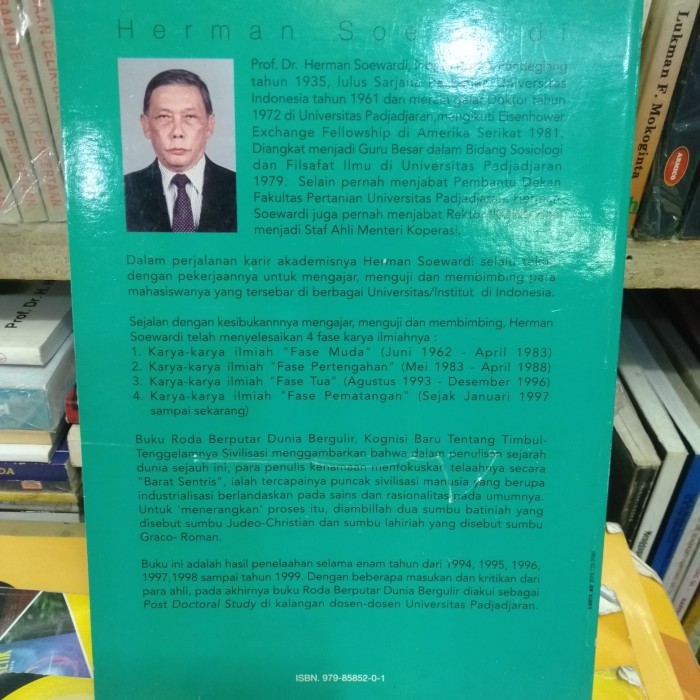 Herman Soewardi
Prof. Dr. Herman Soewardi,
tahun 1935, lulus Sarjana Universitas
Indonesia tahun 1961 dan meraih gelar Doktor tahun
1972 di Universitas Padjadjaran, mengikuti Eisenhower
Exchange Fellowship di Amerika Serikat 1981.
Diangkat menjadi Guru Besar dalam Bidang Sosiologi
dan Filsafat Ilmu di Universitas Padjadjaran
1979. Selain pernah menjabat Pembantu Dekan
Fakultas Pertanian Universitas Padjadjaran, Herman
Soewardi juga pernah menjabat Rektor
menjadi Staf Ahli Menteri Koperasi.
Dalam perjalanan karir akademisnya Herman Soewardi selalu
dengan pekerjaannya untuk mengajar, menguji dan membimbing para
mahasiswanya yang tersebar di berbagai Universitas/Institut di Indonesia.
Sejalan dengan kesibukannnya mengajar, menguji dan membimbing, Herman
Soewardi telah menyelesaikan 4 fase karya ilmiahnya :
1. Karya-karya ilmiah "Fase Muda" (Juni 1962 - April 1983)
2. Karya-karya ilmiah "Fase Pertengahan" (Mei 1983 - April 1988)
3. Karya-karya ilmiah "Fase Tua" (Agustus 1993 - Desember 1996)
4. Karya-karya ilmiah "Fase Pematangan" (Sejak Januari 1997
sampai sekarang)
Buku Roda Berputar Dunia Bergulir, Kognisi Baru Tentang Timbul-
Tenggelamnya Sivilisasi menggambarkan bahwa dalam penulisan sejarah
dunia sejauh ini, para penulis kenamaan memfokuskan telaahnya secara
"Barat Sentris", ialah tercapainya puncak sivilisasi manusia yang berupa
industrialisasi berlandaskan pada sains dan rasionalitas pada umumnya.
Untuk 'menerangkan' proses itu, diambillah dua sumbu batiniah yang
disebut sumbu Judeo-Christian dan sumbu lahiriah yang disebut sumbu
Graco- Roman.
Buku ini adalah hasil penelaahan selama enam tahun dari 1994, 1995, 1996,
1997,1998 sampai tahun 1999. Dengan beberapa masukan dan kritikan dari
para ahli, pada akhirnya buku Roda Berputar Dunia Bergulir diakui sebagai
Post Doctoral Study di kalangan dosen-dosen Universitas Padjadjaran.
ISBN. 979-85852-0-1
Lukman F. Mokoginta
Prof. Dr. H.